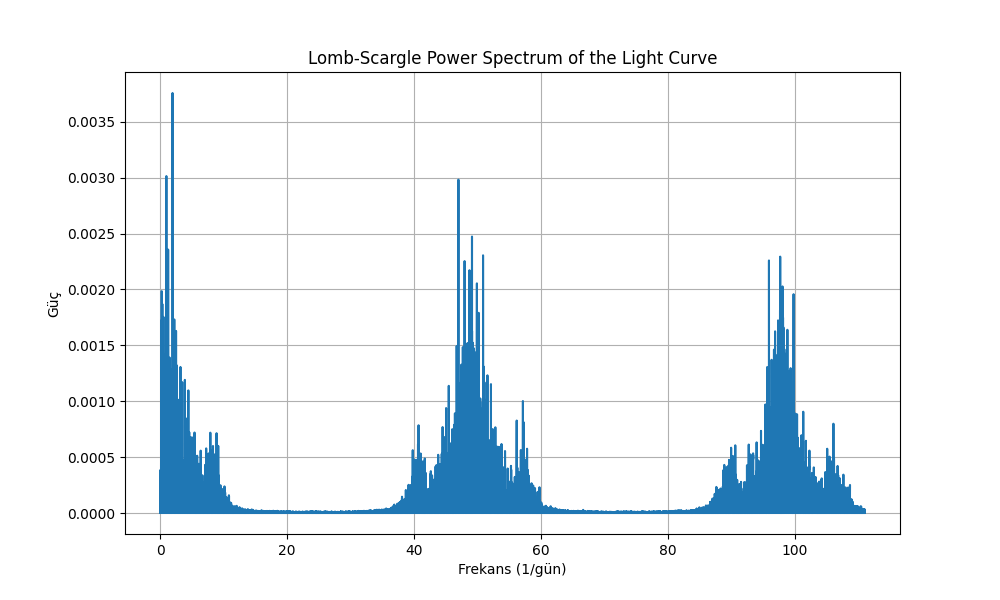 Lomb-Scargle Power Spectrum of the Light Curve
0.0035
0.0030
0.0025
0.0020
0.0015
0.0010
0.0005
0.0000
Güç
0 20 40 60 80 100
Frekans (1/gün)